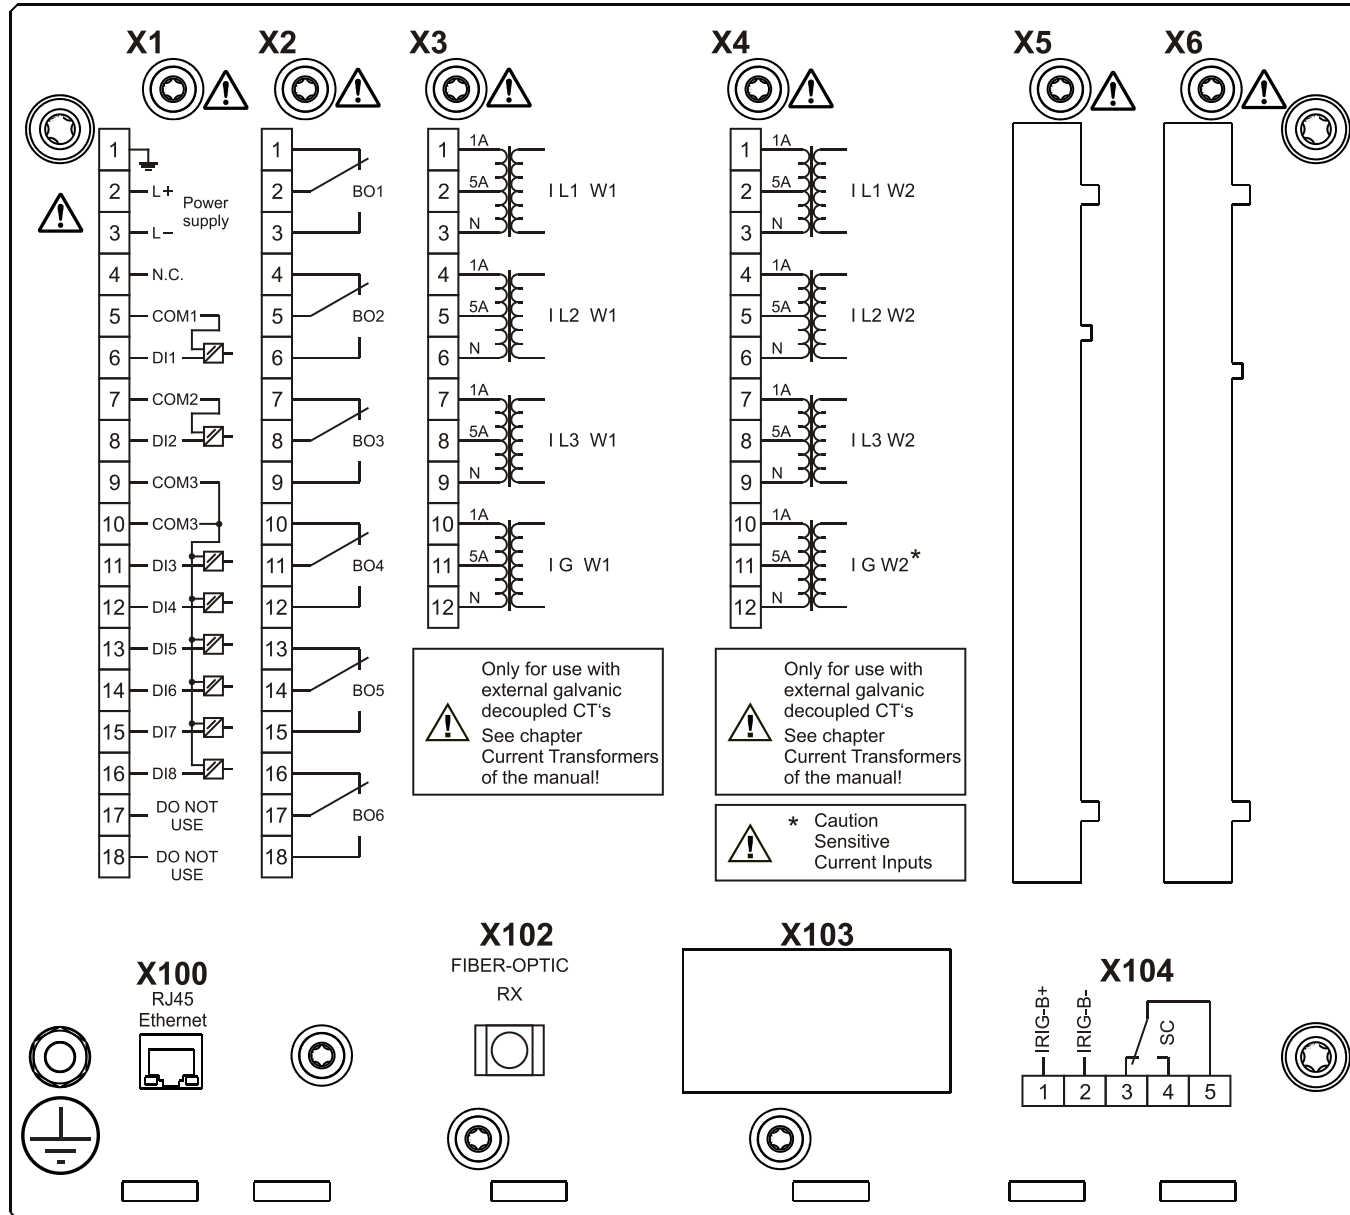 X1
X2
X3
X4
X5
X6
1
2 L+
Power
supply
3 L-
4 N.C.
5 COM1
6 DI1
7 COM2
8 DI2
9 COM3
10 COM3
11 DI3
12 DI4
13 DI5
14 DI6
15 DI7
16 DI8
17 DO NOT
USE
18 DO NOT
USE
1
2 BO1
3
4
5 BO2
6
7
8 BO3
9
10
11 BO4
12
13
14 BO5
15
16
17 BO6
18
1 1A
2 5A I L1 W1
3 N
4 1A
5 5A I L2 W1
6 N
7 1A
8 5A I L3 W1
9 N
10 1A
11 5A I G W1
12 N
Only for use with
external galvanic
decoupled CT‘s
See chapter
Current Transformers
of the manual!
1 1A
2 5A I L1 W2
3 N
4 1A
5 5A I L2 W2
6 N
7 1A
8 5A I L3 W2
9 N
10 1A
11 5A I G W2*
12 N
Only for use with
external galvanic
decoupled CT‘s
See chapter
Current Transformers
of the manual!
* Caution
Sensitive
Current Inputs
X100
RJ45
Ethernet
X102
FIBER-OPTIC
RX
X103
X104
IRIG-B+
IRIG-B-
SC
1 2 3 4 5